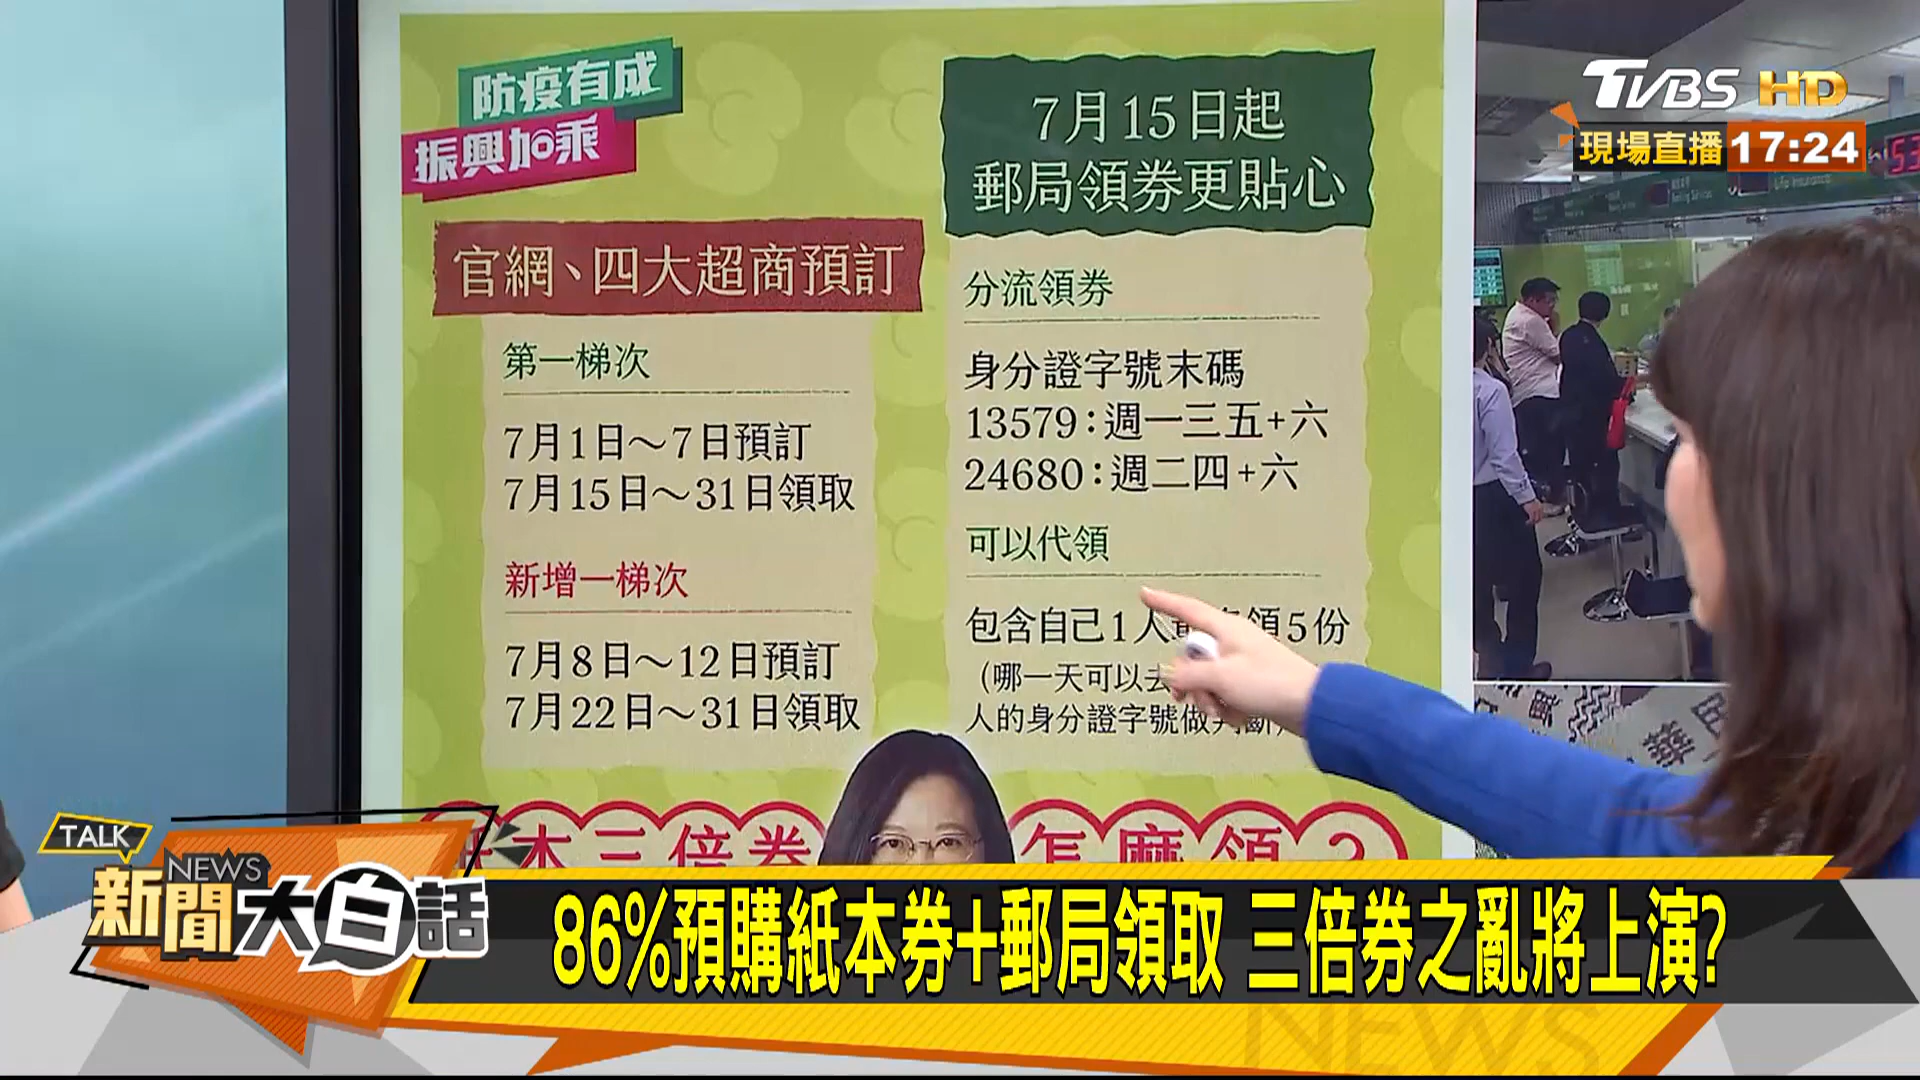 防疫有成
振興加乘
官網、四大超商預訂
第一梯次
7月1日～7日預訂
7月15日～31日領取
新增一梯次
7月8日～12日預訂
7月22日～31日領取
7月15日起
郵局領券更貼心
分流領券
身分證字號末碼
13579：週一三五+六
24680：週二四+六
可以代領
包含自己1人 領5份
（哪一天可以去
人的身分證字號做判斷
本三倍券 怎麼領？
TVBS HD
現場直播 17:24
TALK
NEWS
新聞大白話
86%預購紙本券+郵局領取 三倍券之亂將上演?
NEWS